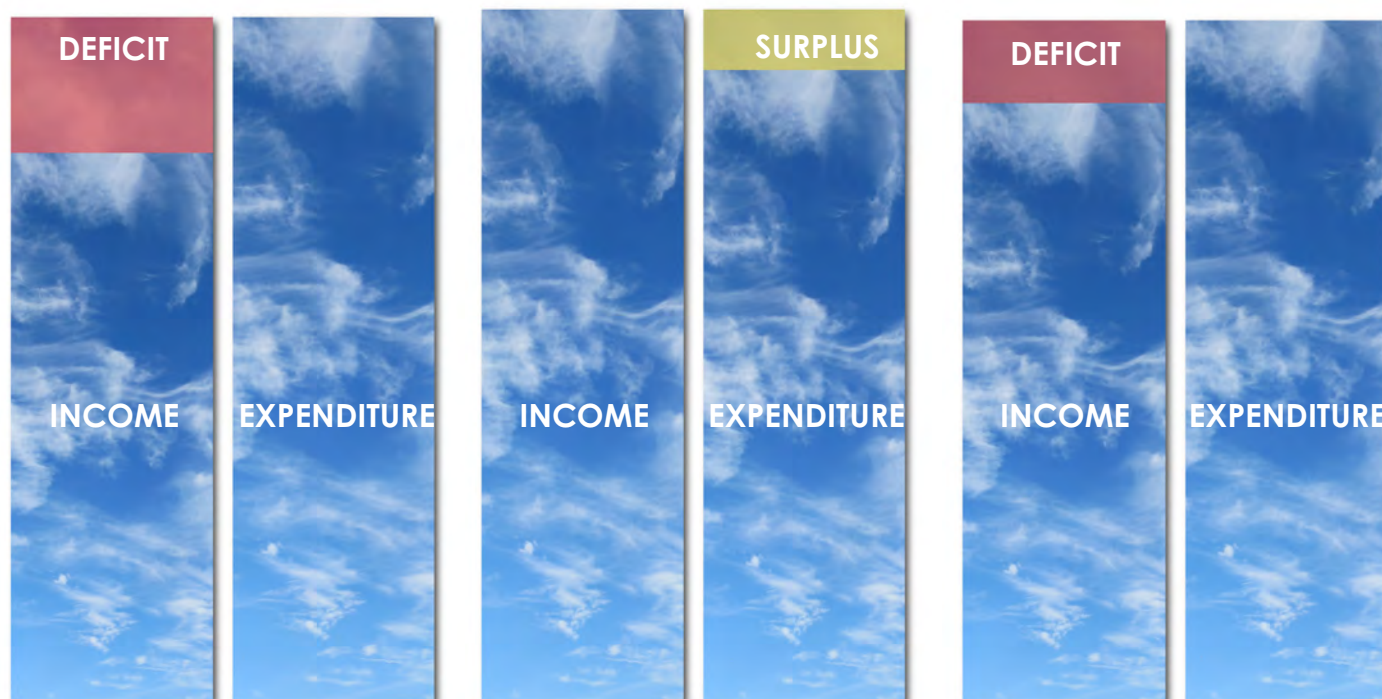 DEFICIT
INCOME
EXPENDITURE
SURPLUS
INCOME
EXPENDITURE
DEFICIT
INCOME
EXPENDITURE